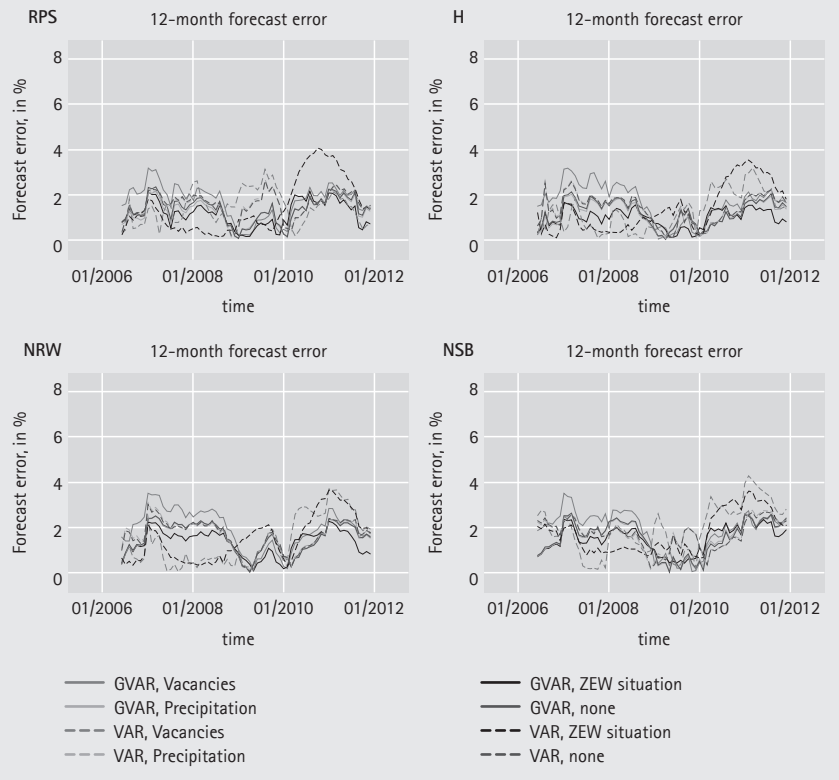 RPS 12-month forecast error
Forecast error, in %
8
6
4
2
0
01/2006 01/2008 01/2010 01/2012
time
H 12-month forecast error
Forecast error, in %
8
6
4
2
0
01/2006 01/2008 01/2010 01/2012
time
NRW 12-month forecast error
Forecast error, in %
8
6
4
2
0
01/2006 01/2008 01/2010 01/2012
time
NSB 12-month forecast error
Forecast error, in %
8
6
4
2
0
01/2006 01/2008 01/2010 01/2012
time
GVAR, Vacancies
GVAR, Precipitation
VAR, Vacancies
VAR, Precipitation
GVAR, ZEW situation
GVAR, none
VAR, ZEW situation
VAR, none